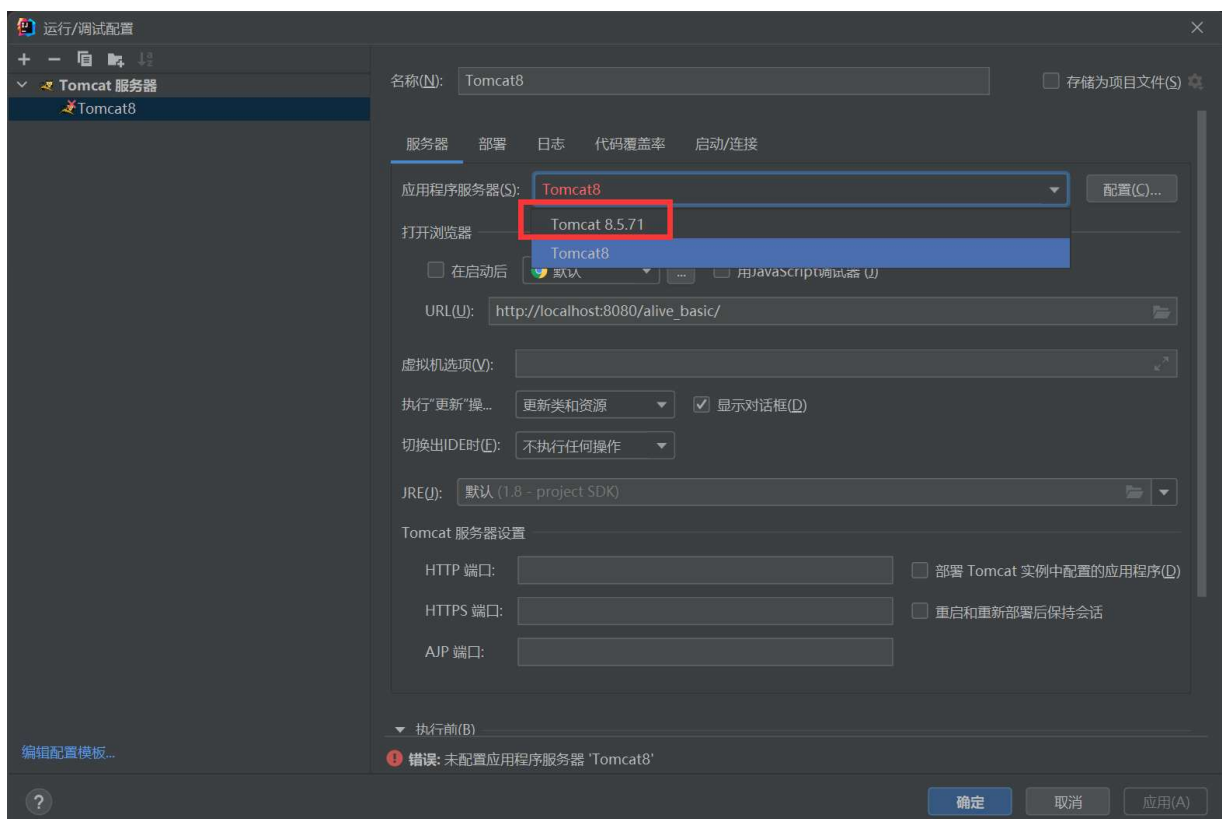 运行/调试配置
Tomcat 服务器
Tomcat8
名称(N): Tomcat8 存储为项目文件(S)
服务器 部署 日志 代码覆盖率 启动/连接
应用程序服务器(S): Tomcat8 配置(C)...
Tomcat 8.5.71
打开浏览器
Tomcat8
在启动后 默认 ... 用JavaScript调试器 (J)
URL(U): http://localhost:8080/alive_basic/
虚拟机选项(V):
执行"更新"操... 更新类和资源 显示对话框(D)
切换出IDE时(F): 不执行任何操作
JRE(J): 默认 (1.8 - project SDK)
Tomcat 服务器设置
HTTP 端口: 部署 Tomcat 实例中配置的应用程序(D)
HTTPS 端口: 重启和重新部署后保持会话
AJP 端口:
执行前(B)
编辑配置模板...
错误: 未配置应用程序服务器 'Tomcat8'
? 确定 取消 应用(A)